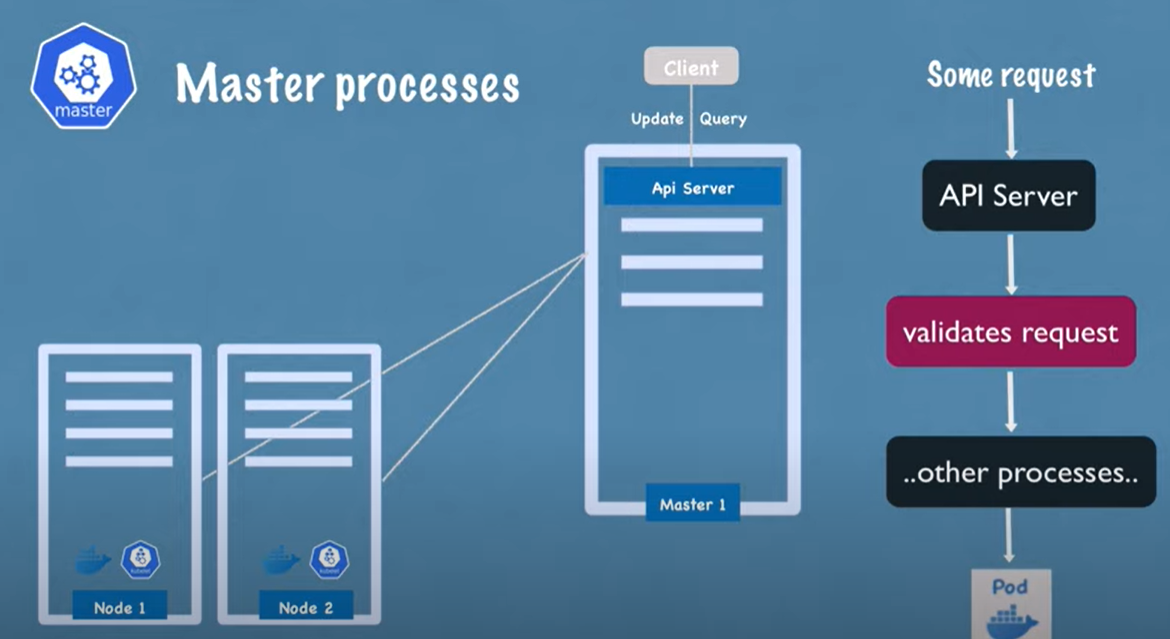 master
Master processes
Client
Update Query
Api Server
Master 1
Node 1
Node 2
Some request
API Server
validates request
..other processes..
Pod